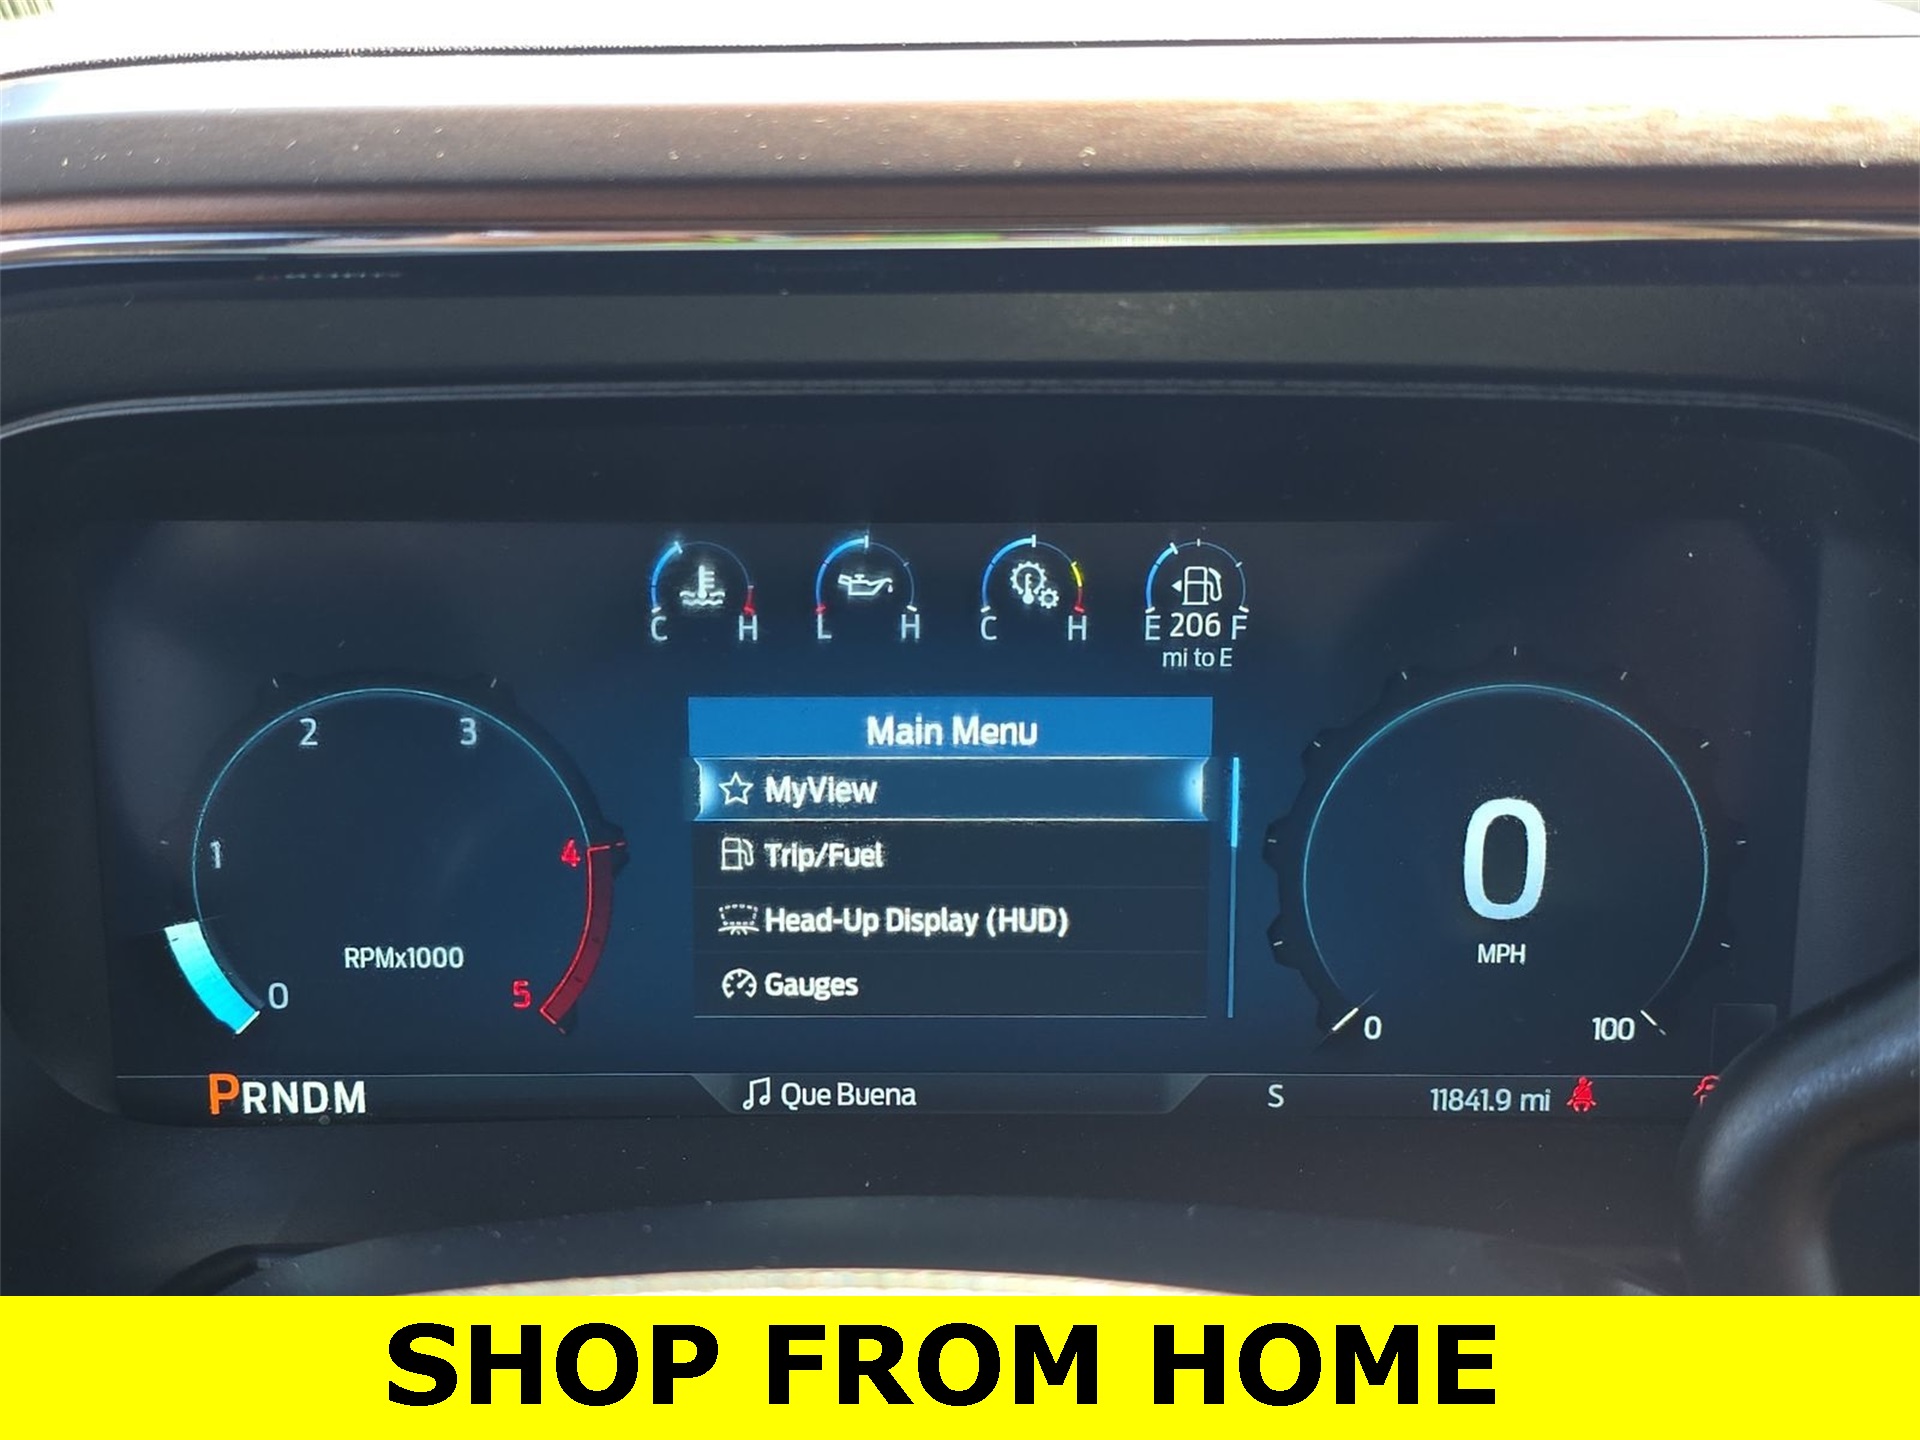 C H L H C H E 206 F
mi to E
Main Menu
MyView
Trip/Fuel
Head-Up Display (HUD)
Gauges
0 1 2 3 4 5
RPMx1000
0
MPH
0 100
PRNDM
Que Buena
S
11841.9 mi
SHOP FROM HOME